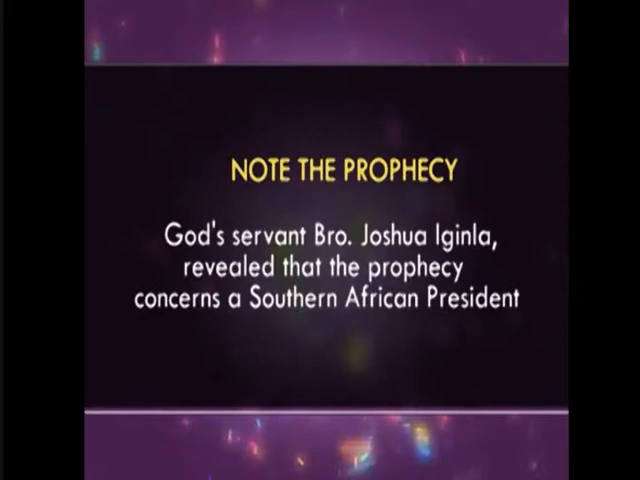 NOTE THE PROPHECY
God's servant Bro. Joshua Iginla,
revealed that the prophecy
concerns a Southern African President